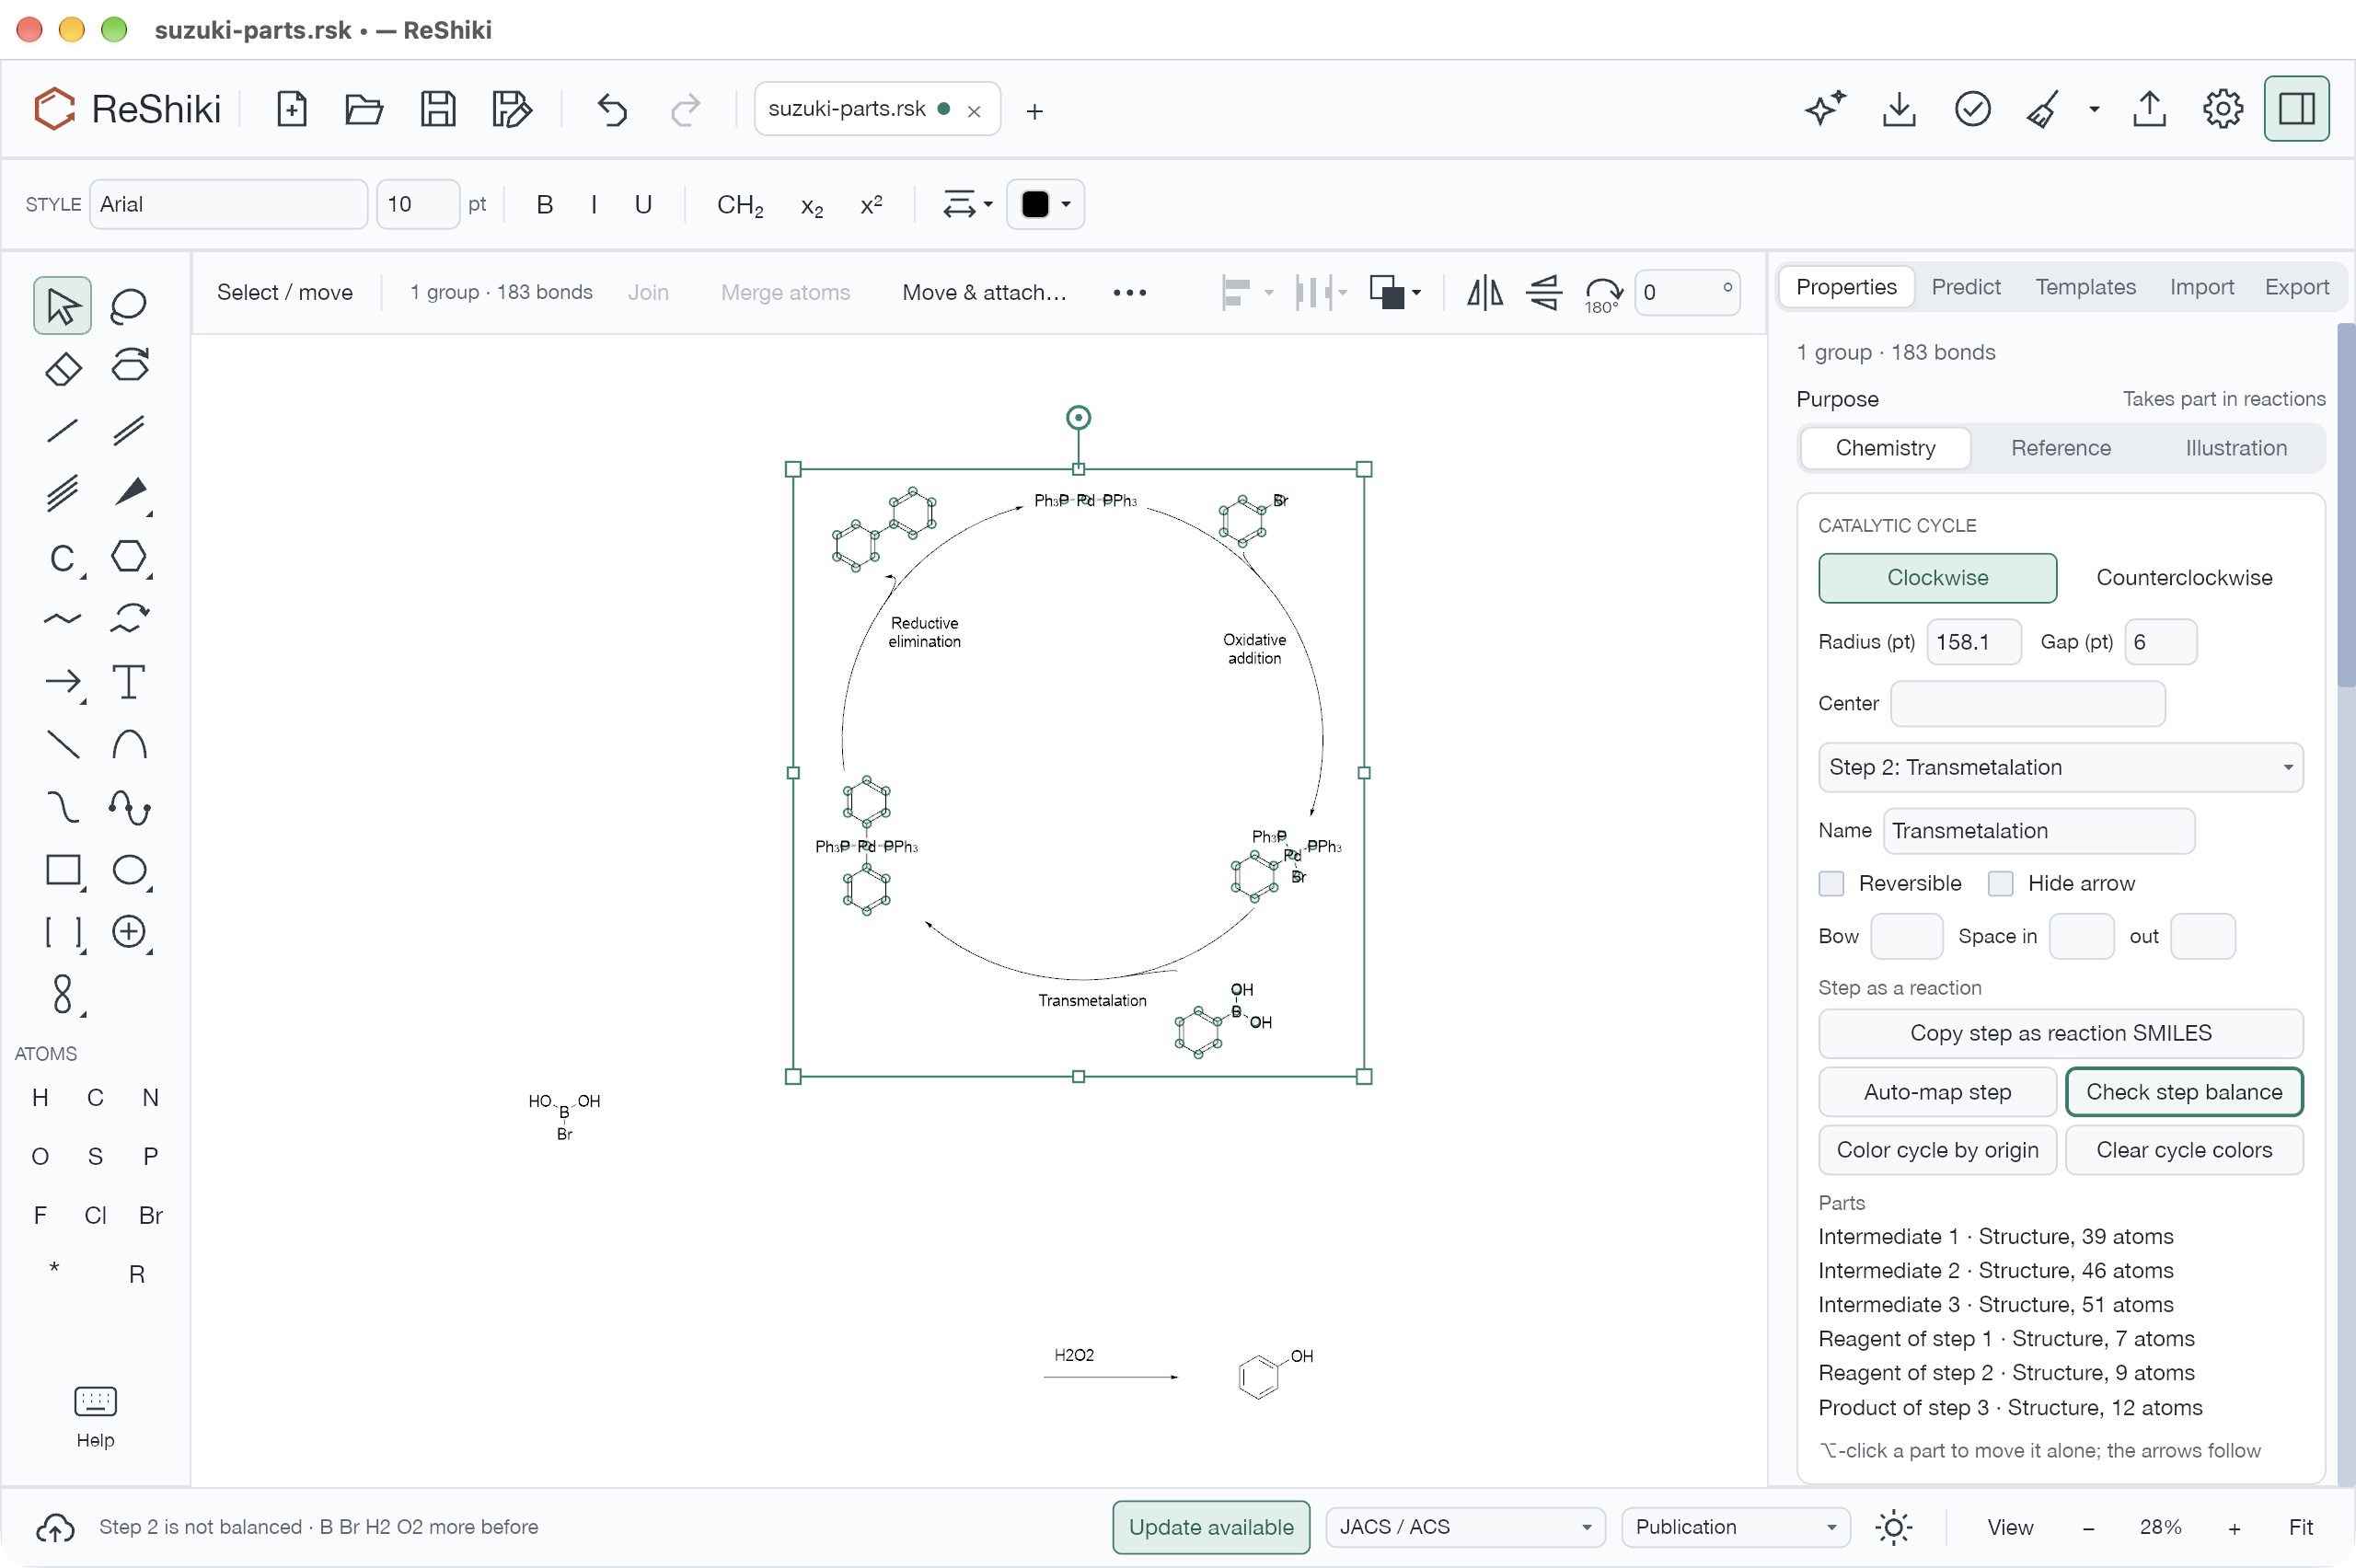 suzuki-parts.rsk • — ReShiki
ReShiki
suzuki-parts.rsk
STYLE Arial 10 pt B I U CH₂ x₂ x²
Select / move 1 group · 183 bonds Join Merge atoms Move & attach... 180° 0 °
Properties Predict Templates Import Export
1 group · 183 bonds
Purpose Takes part in reactions
Chemistry Reference Illustration
CATALYTIC CYCLE
Clockwise Counterclockwise
Radius (pt) 158.1 Gap (pt) 6
Center
Step 2: Transmetalation
Name Transmetalation
Reversible Hide arrow
Bow Space in out
Step as a reaction
Copy step as reaction SMILES
Auto-map step Check step balance
Color cycle by origin Clear cycle colors
Parts
Intermediate 1 · Structure, 39 atoms
Intermediate 2 · Structure, 46 atoms
Intermediate 3 · Structure, 51 atoms
Reagent of step 1 · Structure, 7 atoms
Reagent of step 2 · Structure, 9 atoms
Product of step 3 · Structure, 12 atoms
⌥-click a part to move it alone; the arrows follow
C
T
ATOMS
H C N
O S P
F Cl Br
* R
Help
Ph₃P Pd PPh₃
Br
Reductive
elimination
Oxidative
addition
Ph₃P Pd PPh₃
Ph₃P
PPh₃
Pd
Br
Transmetalation
OH
B
OH
HO B OH
Br
H2O2
OH
Step 2 is not balanced · B Br H2 O2 more before
Update available JACS / ACS Publication View − 28% + Fit